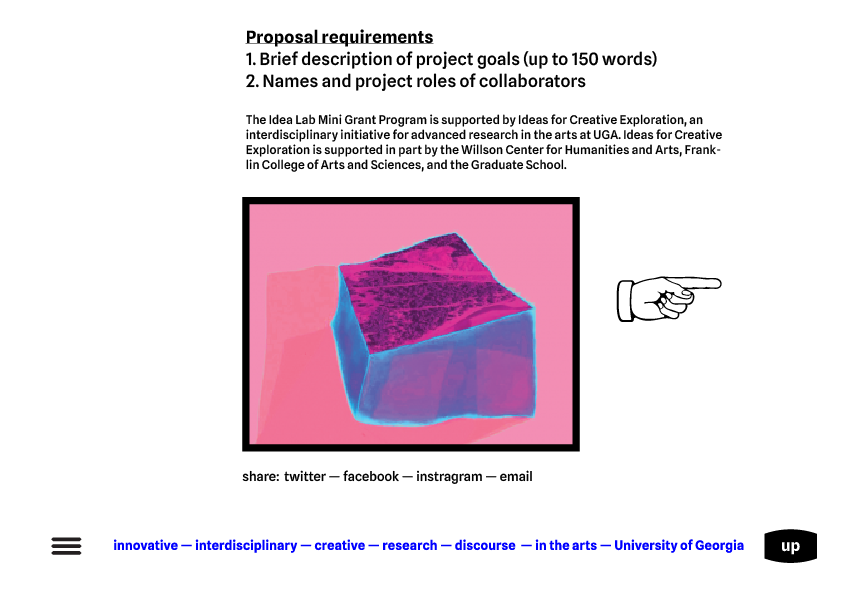 Proposal requirements
1. Brief description of project goals (up to 150 words)
2. Names and project roles of collaborators
The Idea Lab Mini Grant Program is supported by Ideas for Creative Exploration, an
interdisciplinary initiative for advanced research in the arts at UGA. Ideas for Creative
Exploration is supported in part by the Willson Center for Humanities and Arts, Frank-
lin College of Arts and Sciences, and the Graduate School.
share: twitter — facebook — instragram — email
innovative — interdisciplinary — creative — research — discourse — in the arts — University of Georgia
up